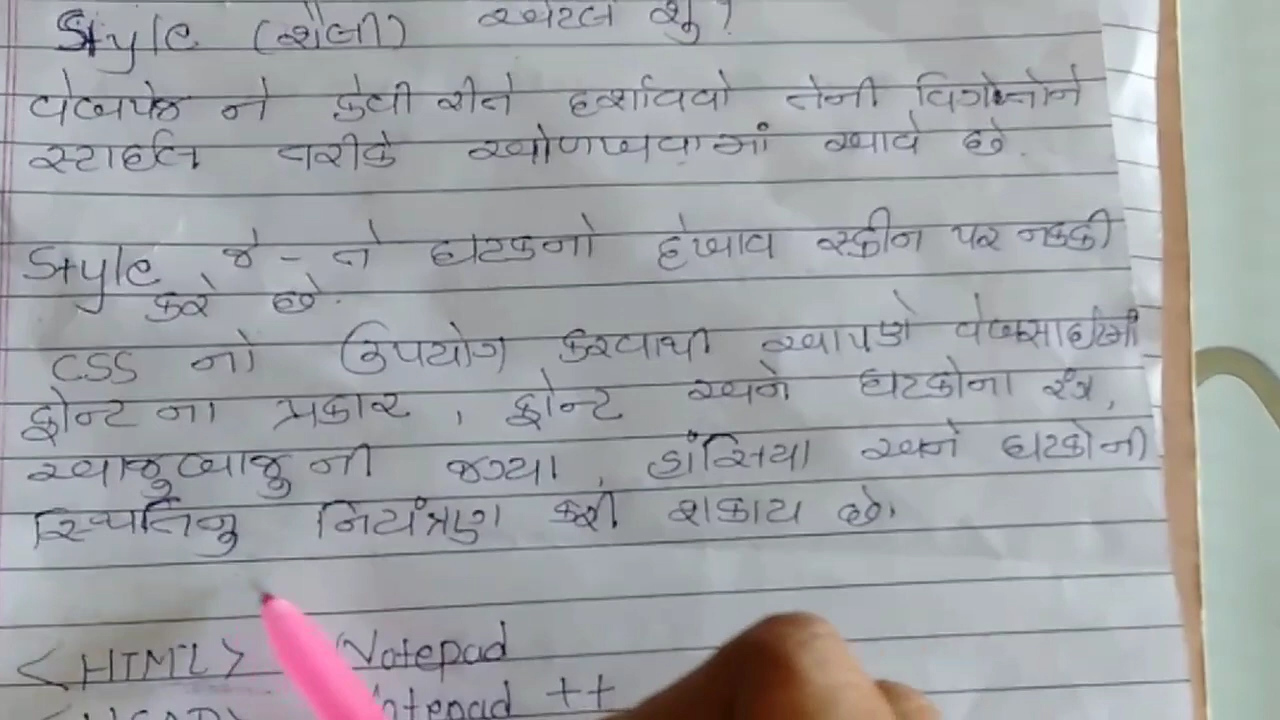 Style (શૈલી) એટલે શુ?
વેબપેજ ને કેવી રીતે દર્શાવવો તેની વિગતોને
સ્ટાઈલ તરીકે ઓળખવામાં આવે છે.
Style, જે - તે ઘટકનો દેખાવ સ્ક્રીન પર નક્કી
કરે છે.
CSS નો ઉપયોગ કરવાથી આપણે વેબસાઈટમાં
ફોન્ટ ના પ્રકાર, ફોન્ટ અને ઘટકોના રંગ,
આજુબાજુ ની જગ્યા, હાંસિયા અને ઘટકોની
સ્થિતિનુ નિયંત્રણ કરી શકાય છે.
<HTML> Notepad
<HEAD> Notepad ++